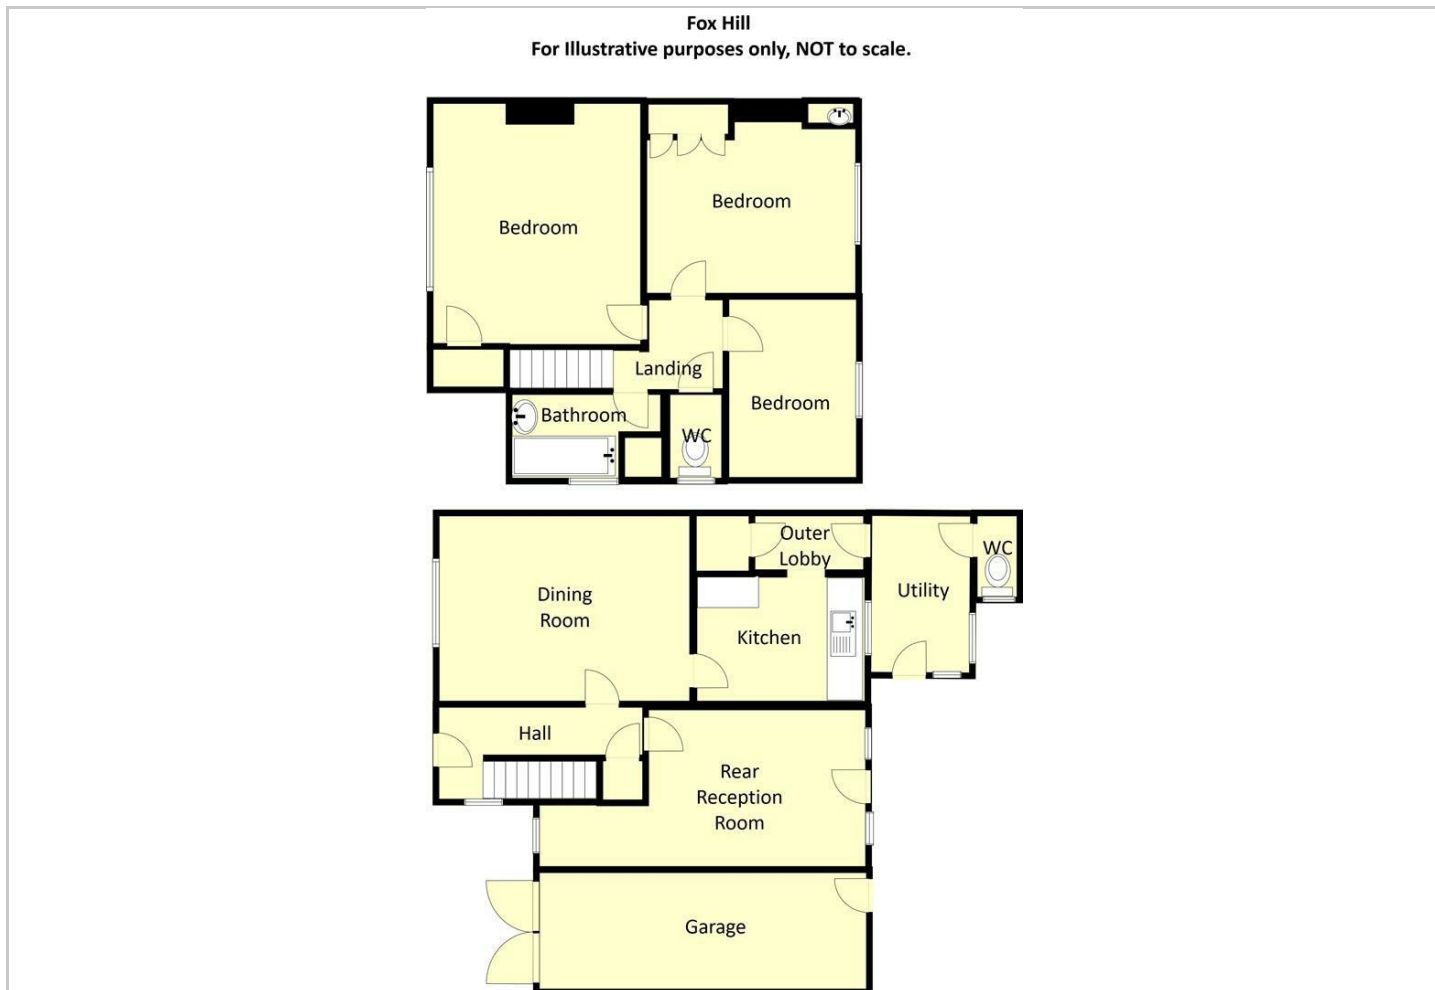 Fox Hill
For Illustrative purposes only, NOT to scale.
Bedroom
Bedroom
Landing
Bedroom
Bathroom
WC
Outer
Lobby
WC
Dining
Room
Utility
Kitchen
Hall
Rear
Reception
Room
Garage